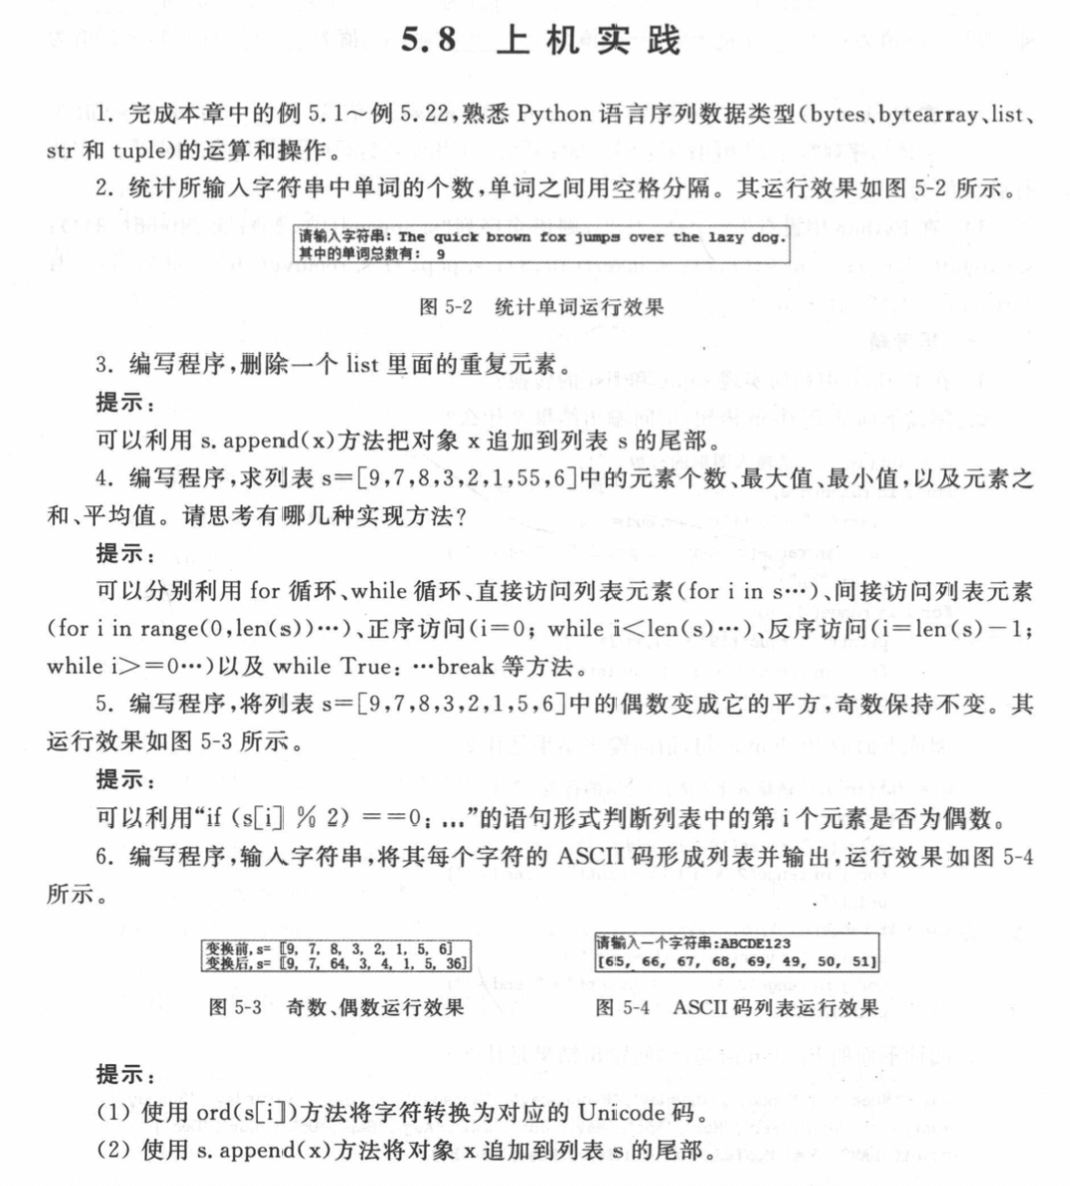 5.8 上机实践
1. 完成本章中的例 5.1～例 5.22,熟悉 Python 语言序列数据类型(bytes、bytearray、list、
str 和 tuple)的运算和操作。
2. 统计所输入字符串中单词的个数,单词之间用空格分隔。其运行效果如图 5-2 所示。
请输入字符串: The quick brown fox jumps over the lazy dog.
其中的单词总数有: 9
图 5-2 统计单词运行效果
3. 编写程序,删除一个 list 里面的重复元素。
提示:
可以利用 s. append(x)方法把对象 x 追加到列表 s 的尾部。
4. 编写程序,求列表 s=[9,7,8,3,2,1,55,6]中的元素个数、最大值、最小值,以及元素之
和、平均值。请思考有哪几种实现方法?
提示:
可以分别利用 for 循环、while 循环、直接访问列表元素(for i in s…)、间接访问列表元素
(for i in range(0,len(s))…)、正序访问(i=0; while i<len(s)…)、反序访问(i=len(s)-1;
while i>=0…)以及 while True: …break 等方法。
5. 编写程序,将列表 s=[9,7,8,3,2,1,5,6]中的偶数变成它的平方,奇数保持不变。其
运行效果如图 5-3 所示。
提示:
可以利用“if (s[i] % 2) ==0: …”的语句形式判断列表中的第 i 个元素是否为偶数。
6. 编写程序,输入字符串,将其每个字符的 ASCII 码形成列表并输出,运行效果如图 5-4
所示。
变换前,s= [9, 7, 8, 3, 2, 1, 5, 6]
变换后,s= [9, 7, 64, 3, 4, 1, 5, 36]
图 5-3 奇数、偶数运行效果
请输入一个字符串:ABCDE123
[65, 66, 67, 68, 69, 49, 50, 51]
图 5-4 ASCII 码列表运行效果
提示:
(1) 使用 ord(s[i])方法将字符转换为对应的 Unicode 码。
(2) 使用 s. append(x)方法将对象 x 追加到列表 s 的尾部。